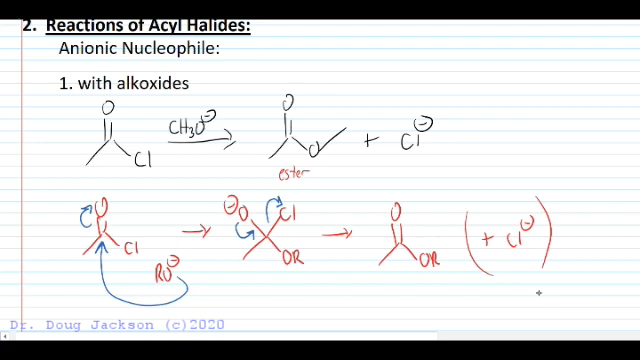 2. Reactions of Acyl Halides:
Anionic Nucleophile:
1. with alkoxides
O O
CH₃O⊖
Cl O + Cl⊖
ester
O ⊖O Cl O
Cl OR OR ( + Cl⊖ )
RO⊖
Dr. Doug Jackson (c)2020